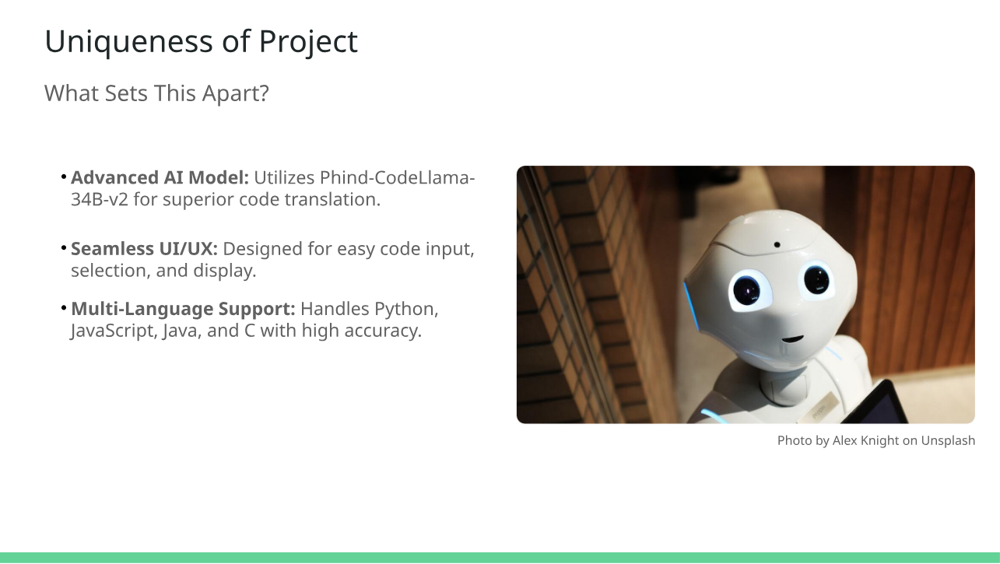 Uniqueness of Project
What Sets This Apart?
• Advanced AI Model: Utilizes Phind-CodeLlama-
34B-v2 for superior code translation.
• Seamless UI/UX: Designed for easy code input,
selection, and display.
• Multi-Language Support: Handles Python,
JavaScript, Java, and C with high accuracy.
Photo by Alex Knight on Unsplash